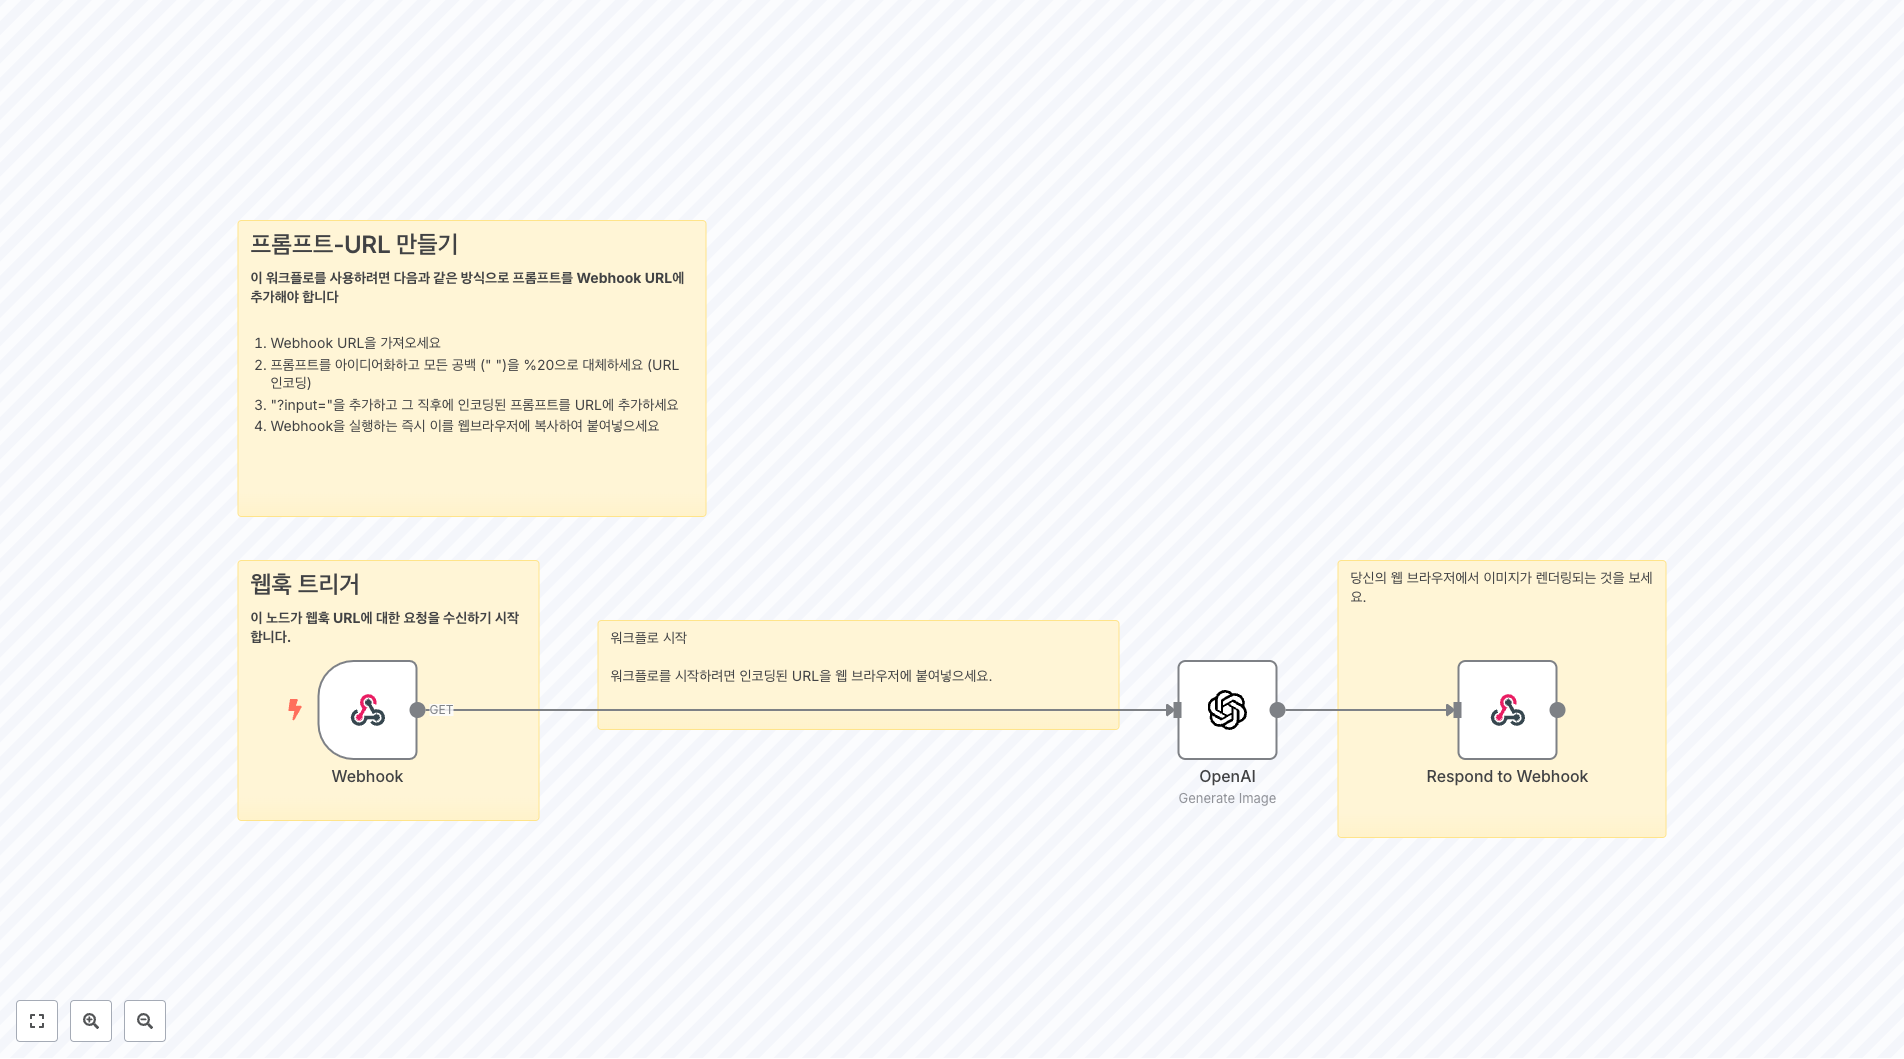 프롬프트-URL 만들기
이 워크플로를 사용하려면 다음과 같은 방식으로 프롬프트를 Webhook URL에
추가해야 합니다
1. Webhook URL을 가져오세요
2. 프롬프트를 아이디어화하고 모든 공백 (" ")을 %20으로 대체하세요 (URL
인코딩)
3. "?input="을 추가하고 그 직후에 인코딩된 프롬프트를 URL에 추가하세요
4. Webhook을 실행하는 즉시 이를 웹브라우저에 복사하여 붙여넣으세요
웹훅 트리거
이 노드가 웹훅 URL에 대한 요청을 수신하기 시작
합니다.
GET
Webhook
워크플로 시작
워크플로를 시작하려면 인코딩된 URL을 웹 브라우저에 붙여넣으세요.
OpenAI
Generate Image
당신의 웹 브라우저에서 이미지가 렌더링되는 것을 보세
요.
Respond to Webhook